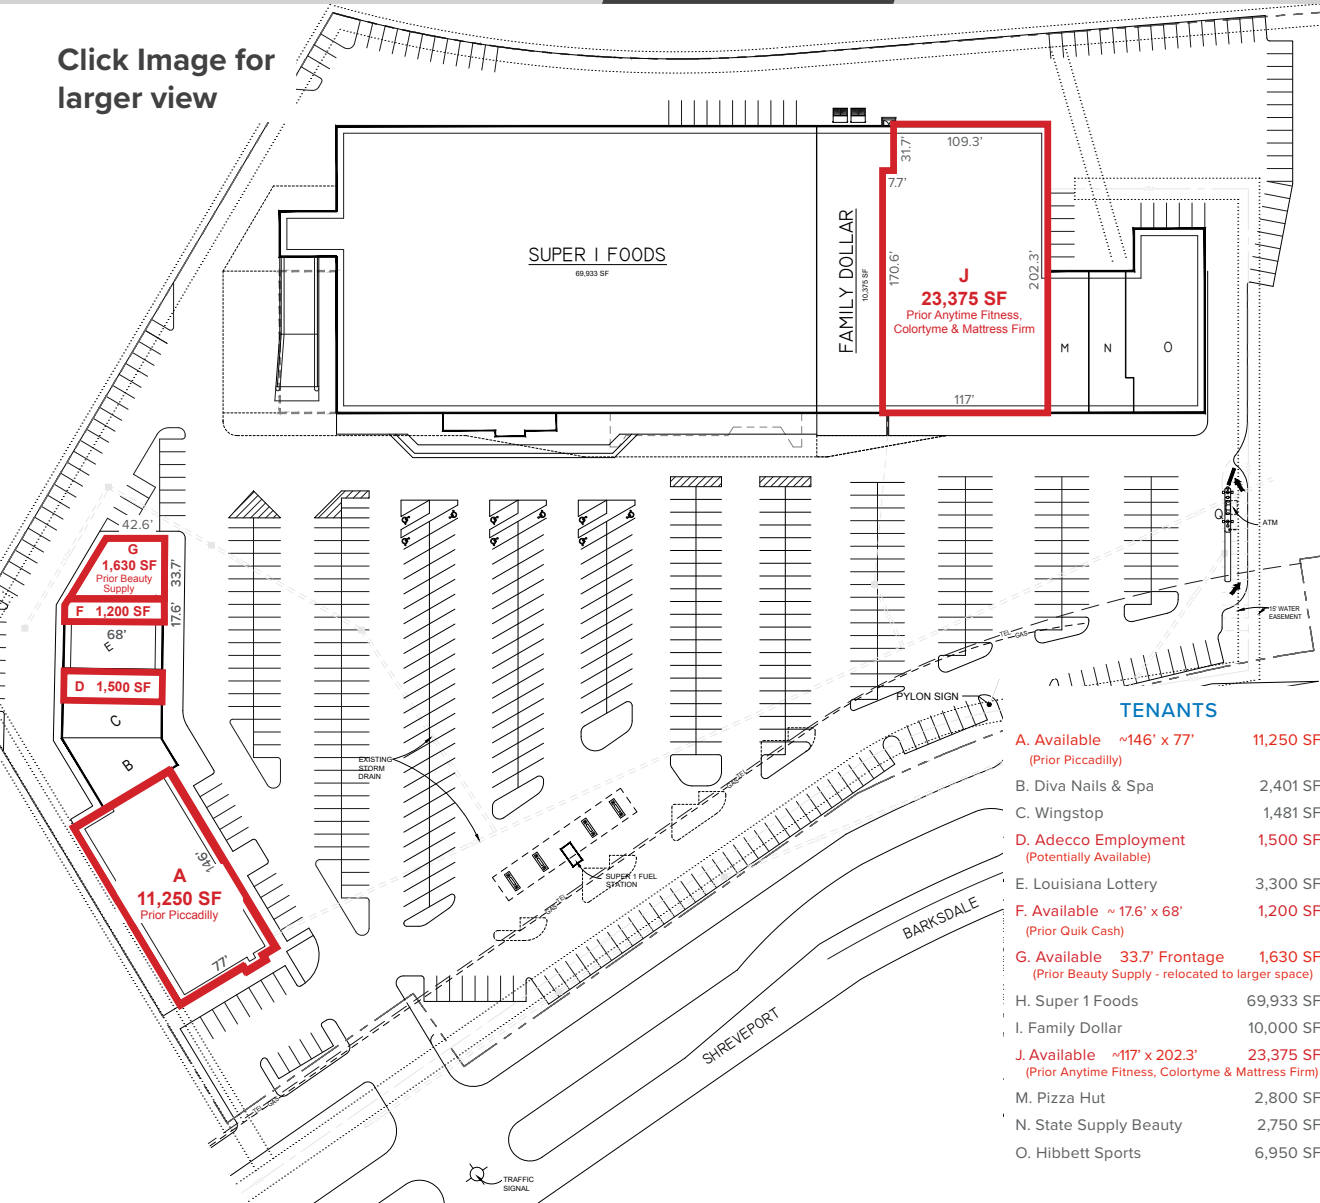 Click Image for
larger view
109.3'
31.7'
7.7'
SUPER 1 FOODS
69,933 SF
FAMILY DOLLAR
10,375 SF
170.6'
202.3'
J
23,375 SF
Prior Anytime Fitness,
Colortyme & Mattress Firm
117'
M
N
O
42.6'
G
1,630 SF
Prior Beauty
Supply
33.7'
F 1,200 SF
17.6'
68'
E
D 1,500 SF
C
B
A
11,250 SF
Prior Piccadilly
146'
77'
Q
ATM
15' WATER
EASEMENT
TEL
GAS
PYLON SIGN
EXISTING
STORM
DRAIN
GAS
TEL
SUPER 1 FUEL
STATION
GAS
TEL
TEL
GAS
BARKSDALE
SHREVEPORT
TRAFFIC
SIGNAL
TENANTS
A. Available ~146' x 77' 11,250 SF
(Prior Piccadilly)
B. Diva Nails & Spa 2,401 SF
C. Wingstop 1,481 SF
D. Adecco Employment 1,500 SF
(Potentially Available)
E. Louisiana Lottery 3,300 SF
F. Available ~ 17.6' x 68' 1,200 SF
(Prior Quik Cash)
G. Available 33.7' Frontage 1,630 SF
(Prior Beauty Supply - relocated to larger space)
H. Super 1 Foods 69,933 SF
I. Family Dollar 10,000 SF
J. Available ~117' x 202.3' 23,375 SF
(Prior Anytime Fitness, Colortyme & Mattress Firm)
M. Pizza Hut 2,800 SF
N. State Supply Beauty 2,750 SF
O. Hibbett Sports 6,950 SF